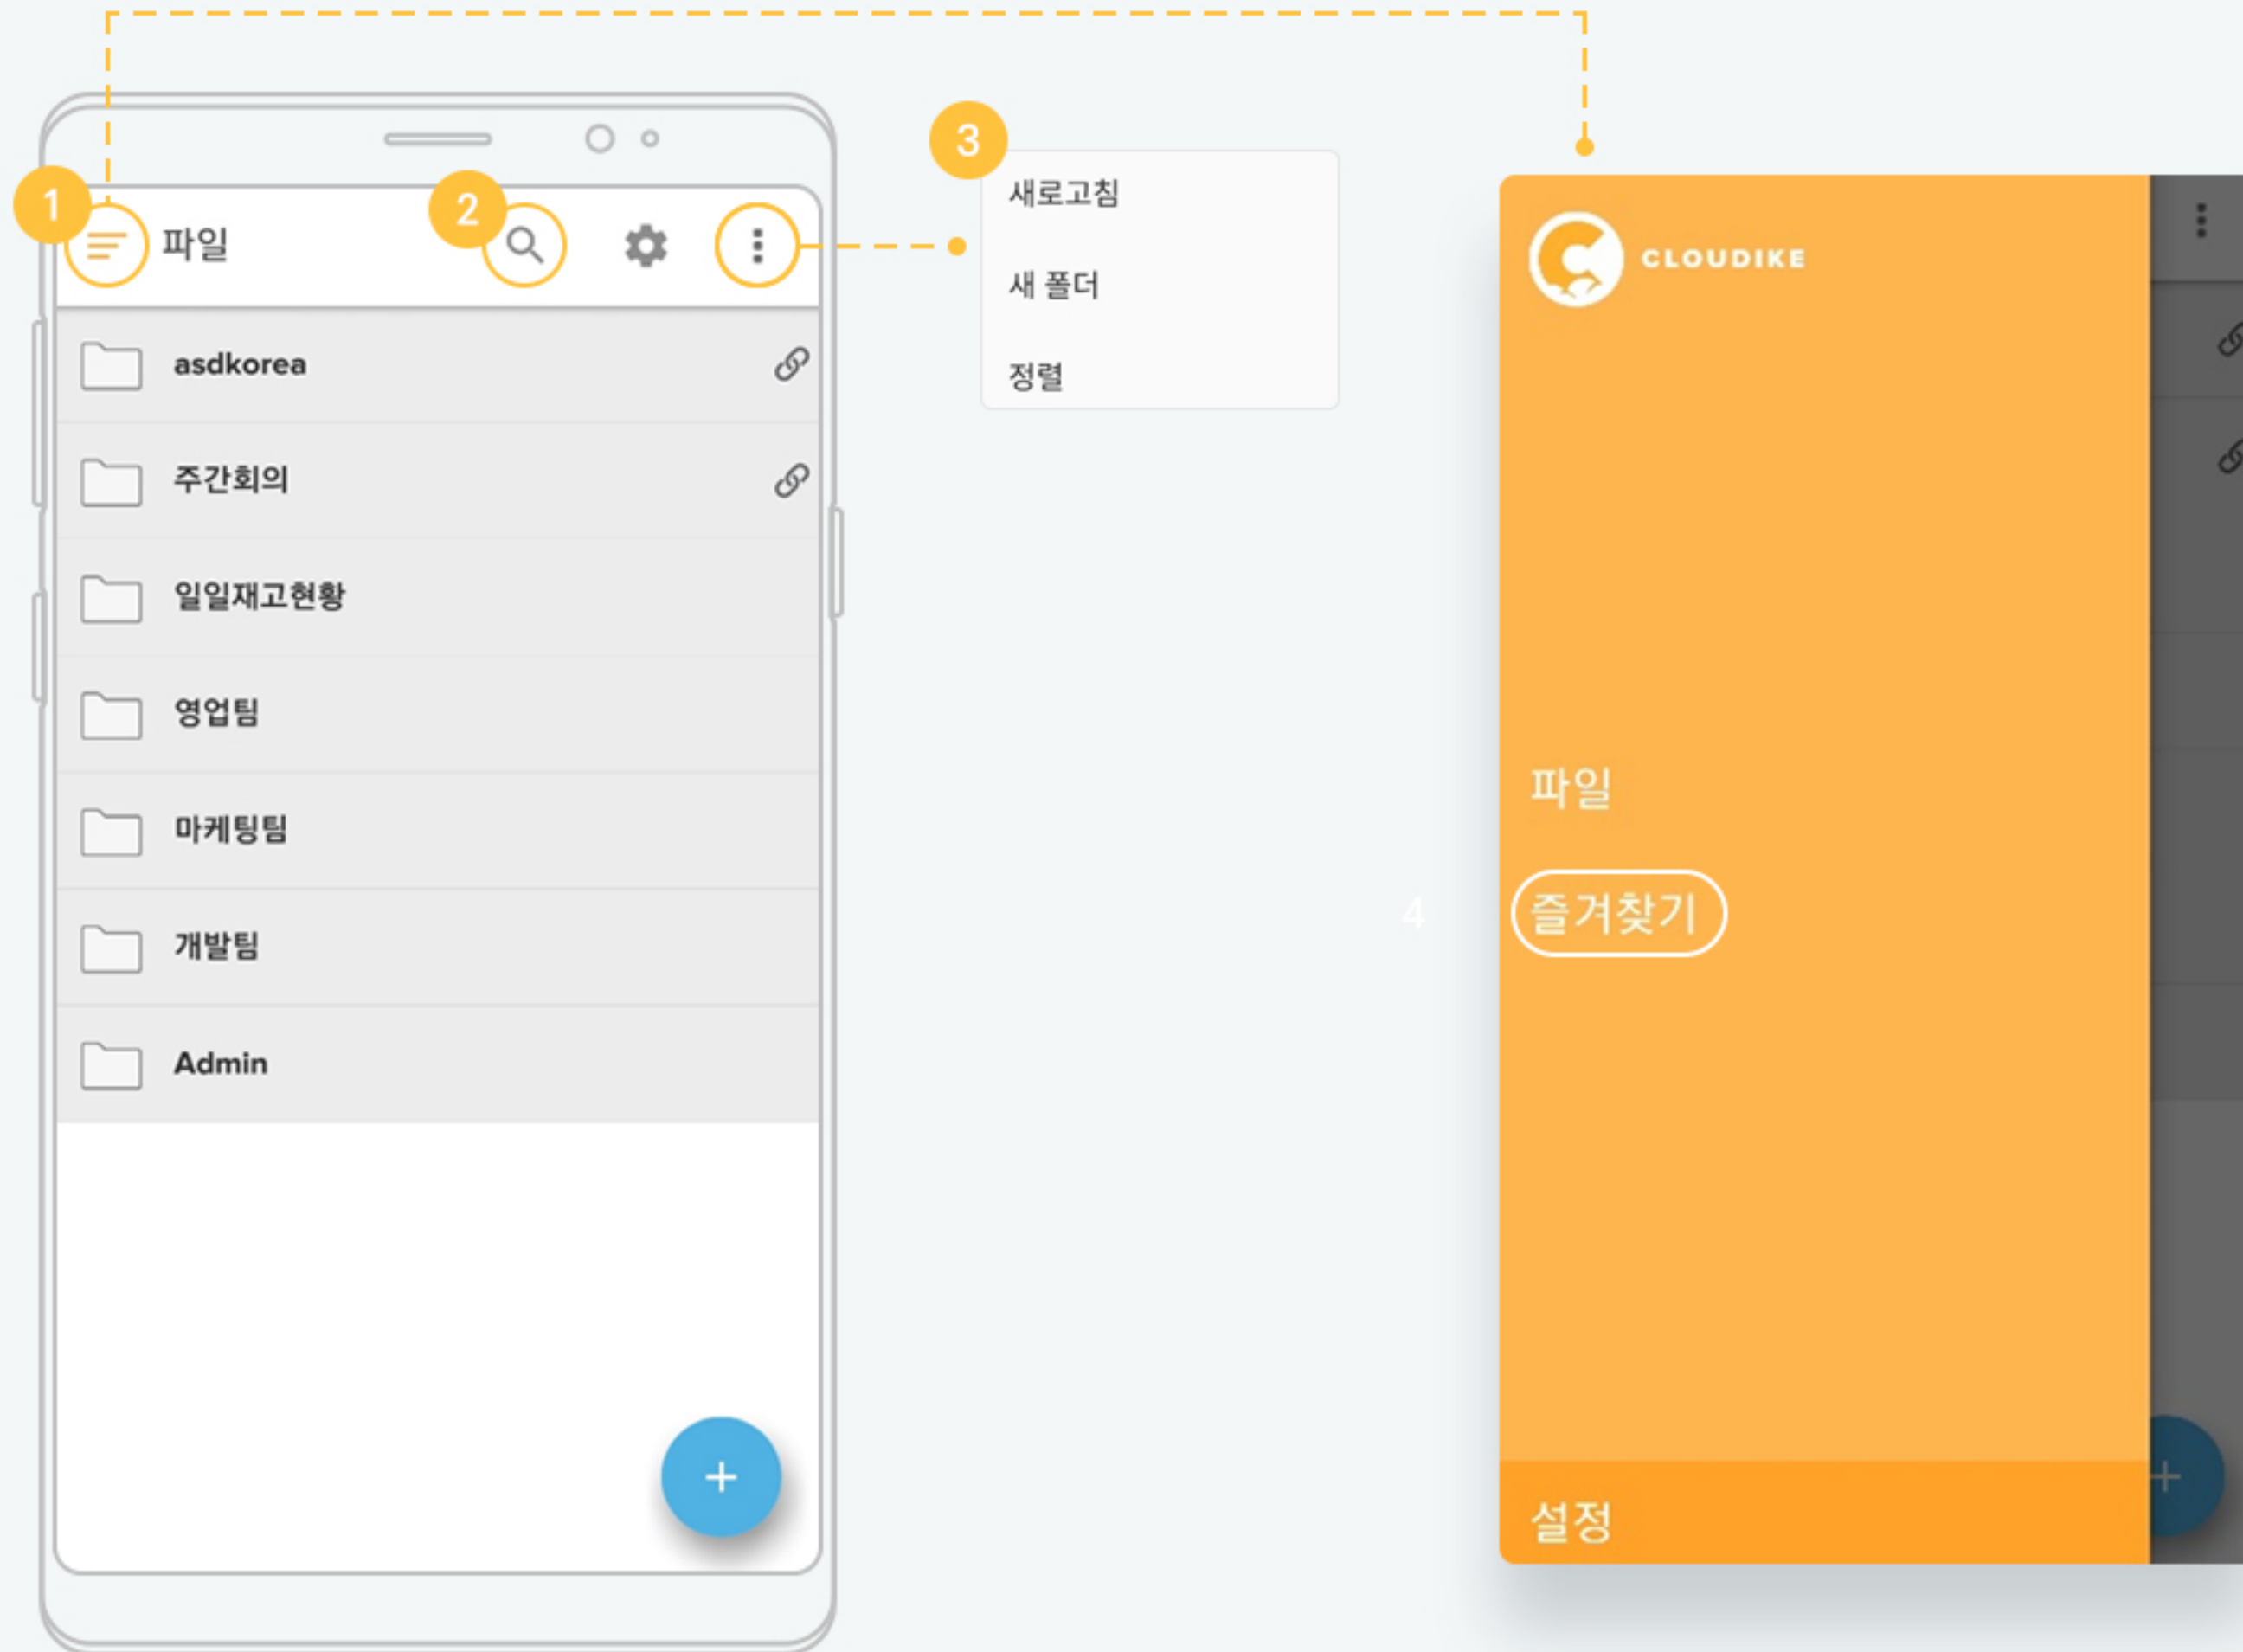 1
파일
2
3
새로고침
새 폴더
정렬
asdkorea
주간회의
일일재고현황
영업팀
마케팅팀
개발팀
Admin
+
CLOUDIKE
파일
4
즐겨찾기
설정
+